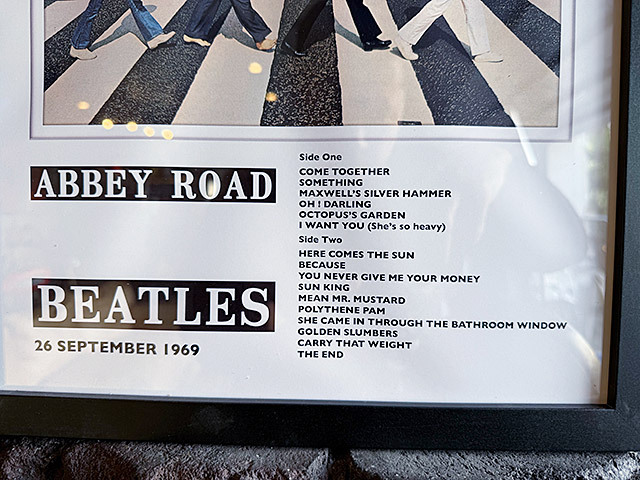 ABBEY ROAD
BEATLES
26 SEPTEMBER 1969
Side One
COME TOGETHER
SOMETHING
MAXWELL'S SILVER HAMMER
OH ! DARLING
OCTOPUS'S GARDEN
I WANT YOU (She's so heavy)
Side Two
HERE COMES THE SUN
BECAUSE
YOU NEVER GIVE ME YOUR MONEY
SUN KING
MEAN MR. MUSTARD
POLYTHENE PAM
SHE CAME IN THROUGH THE BATHROOM WINDOW
GOLDEN SLUMBERS
CARRY THAT WEIGHT
THE END